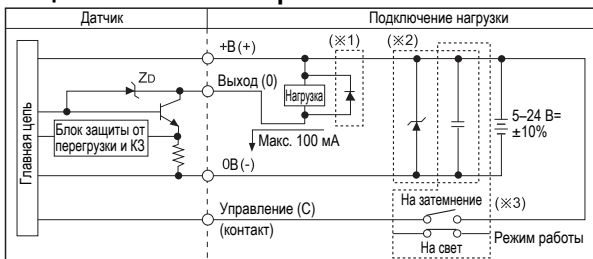 Датчик
Подключение нагрузки
+В (+)
(※1)
(※2)
ZD
Выход (0)
Нагрузка
Главная цепь
5–24 В=
±10%
Блок защиты от
перегрузки и КЗ
Макс. 100 мА
0В (-)
Управление (С)
(контакт)
На затемнение
(※3)
На свет
Режим работы